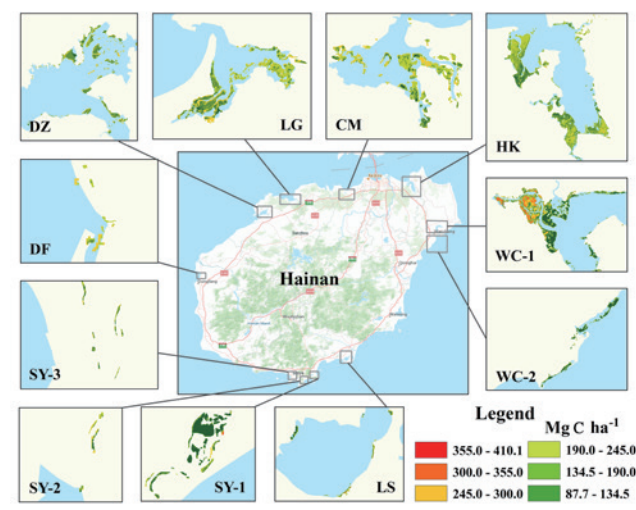 DZ
LG
CM
HK
DF
WC-1
Hainan
SY-3
WC-2
SY-2
SY-1
LS
Legend
Mg C ha-1
355.0 - 410.1
190.0 - 245.0
300.0 - 355.0
134.5 - 190.0
245.0 - 300.0
87.7 - 134.5